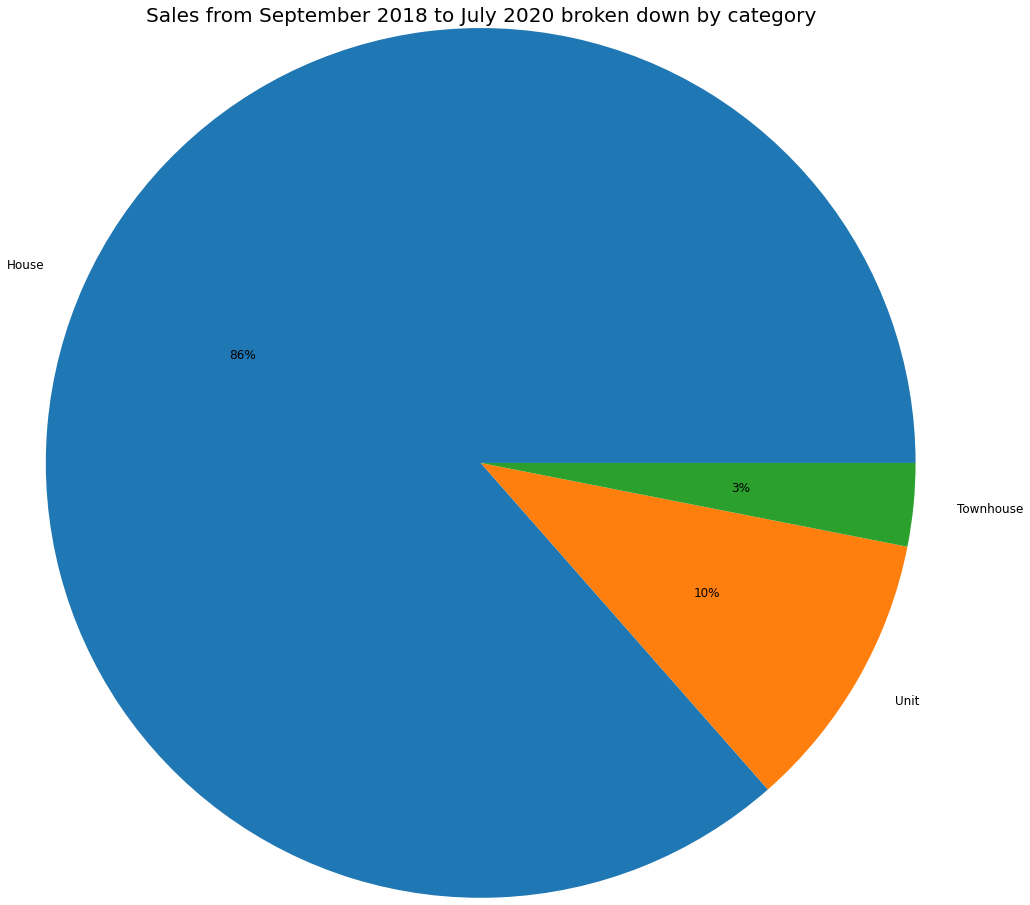 Sales from September 2018 to July 2020 broken down by category
House
86%
3%
Townhouse
10%
Unit